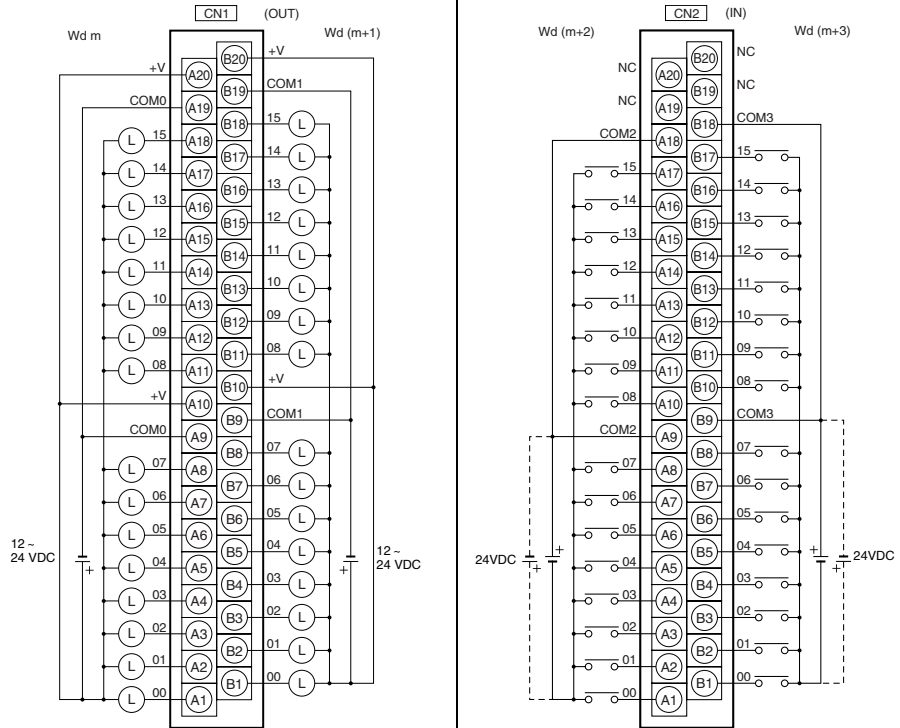 CN1 (OUT)
Wd m
Wd (m+1)
+V A20
B20 +V
COM0 A19
B19 COM1
L 15 A18
B18 15 L
L 14 A17
B17 14 L
L 13 A16
B16 13 L
L 12 A15
B15 12 L
L 11 A14
B14 11 L
L 10 A13
B13 10 L
L 09 A12
B12 09 L
L 08 A11
B11 08 L
+V A10
B10 +V
COM0 A9
B9 COM1
L 07 A8
B8 07 L
L 06 A7
B7 06 L
L 05 A6
B6 05 L
L 04 A5
B5 04 L
L 03 A4
B4 03 L
L 02 A3
B3 02 L
L 01 A2
B2 01 L
L 00 A1
B1 00 L
12 ~
24 VDC
+
12 ~
24 VDC
+
CN2 (IN)
Wd (m+2)
Wd (m+3)
NC A20
B20 NC
NC A19
B19 NC
COM2 A18
B18 COM3
15 A17
B17 15
14 A16
B16 14
13 A15
B15 13
12 A14
B14 12
11 A13
B13 11
10 A12
B12 10
09 A11
B11 09
08 A10
B10 08
COM2 A9
B9 COM3
07 A8
B8 07
06 A7
B7 06
05 A6
B6 05
04 A5
B5 04
03 A4
B4 03
02 A3
B3 02
01 A2
B2 01
00 A1
B1 00
24VDC
+
+
24VDC
+
+